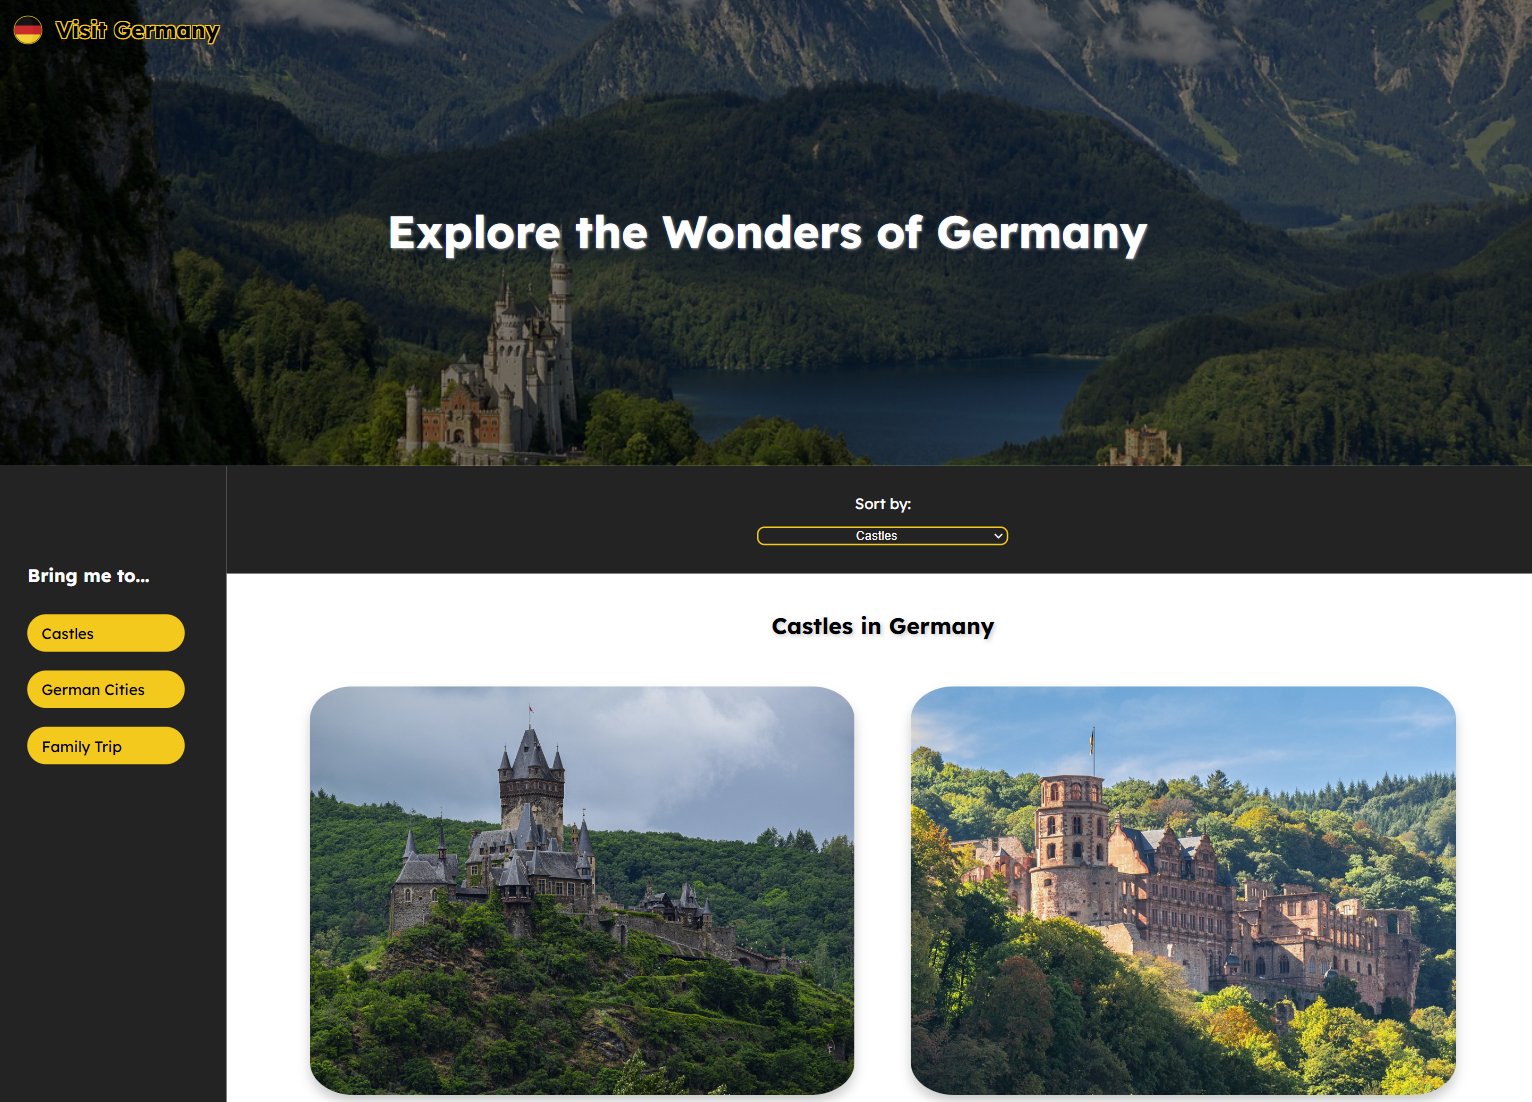 Visit Germany
Explore the Wonders of Germany
Sort by:
Castles
Bring me to...
Castles
German Cities
Family Trip
Castles in Germany